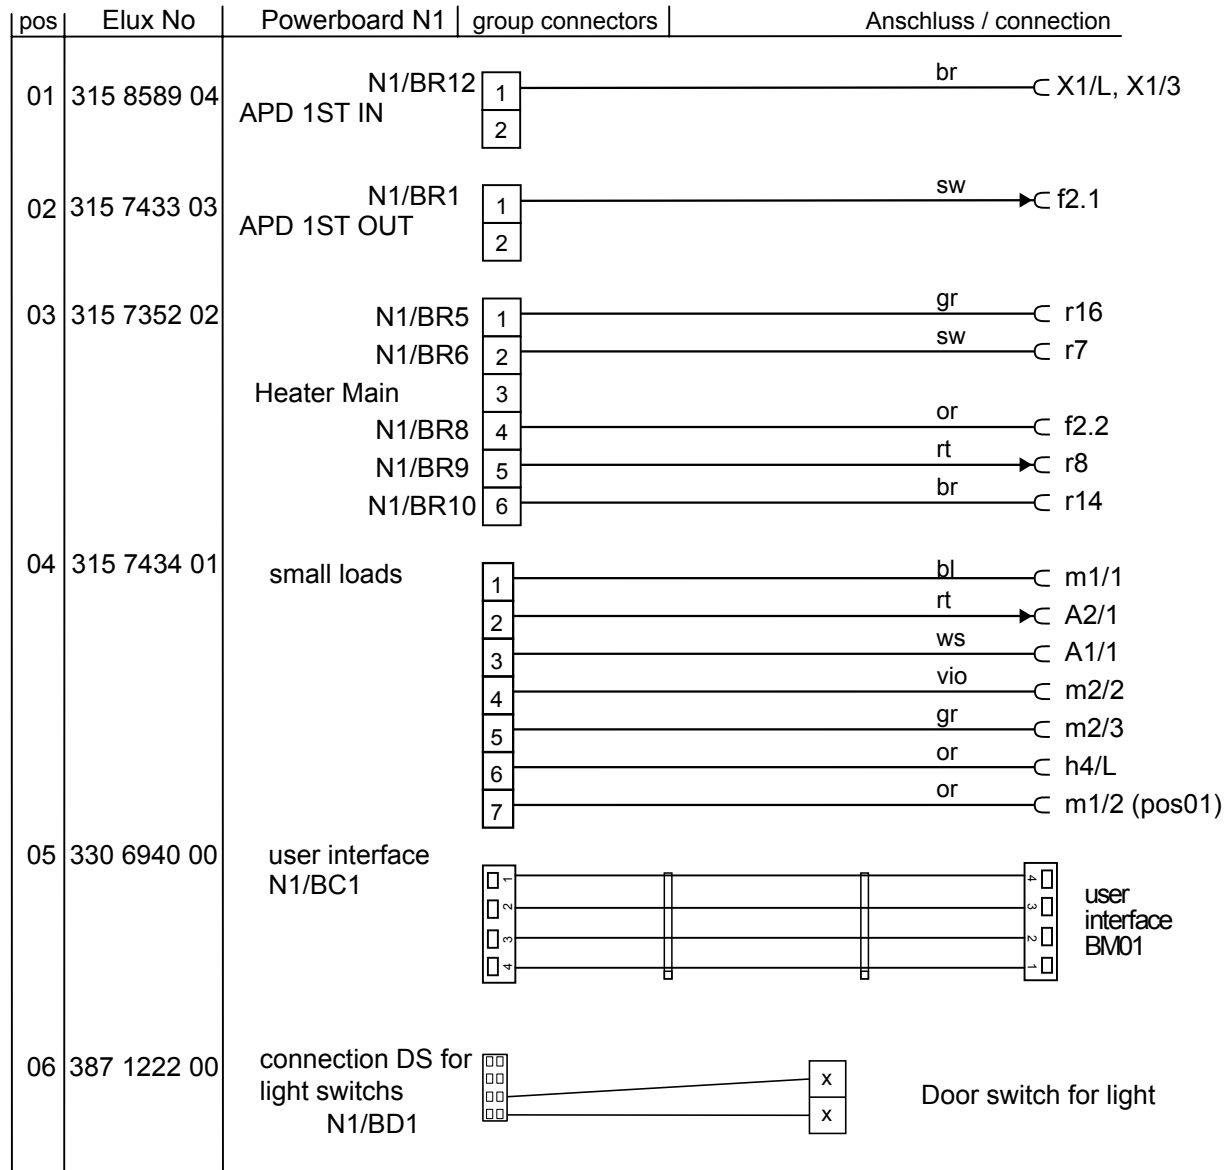 pos Elux No Powerboard N1 group connectors Anschluss / connection
01 315 8589 04 N1/BR12 1 br X1/L, X1/3
APD 1ST IN
2
02 315 7433 03 N1/BR1 1 sw f2.1
APD 1ST OUT
2
03 315 7352 02 N1/BR5 1 gr r16
N1/BR6 2 sw r7
Heater Main 3
N1/BR8 4 or f2.2
N1/BR9 5 rt r8
N1/BR10 6 br r14
04 315 7434 01 small loads 1 bl m1/1
2 rt A2/1
3 ws A1/1
4 vio m2/2
5 gr m2/3
6 or h4/L
7 or m1/2 (pos01)
05 330 6940 00 user interface
N1/BC1
1 4
2 3
3 2
4 1
user
interface
BM01
06 387 1222 00 connection DS for
light switchs
N1/BD1
x
x
Door switch for light